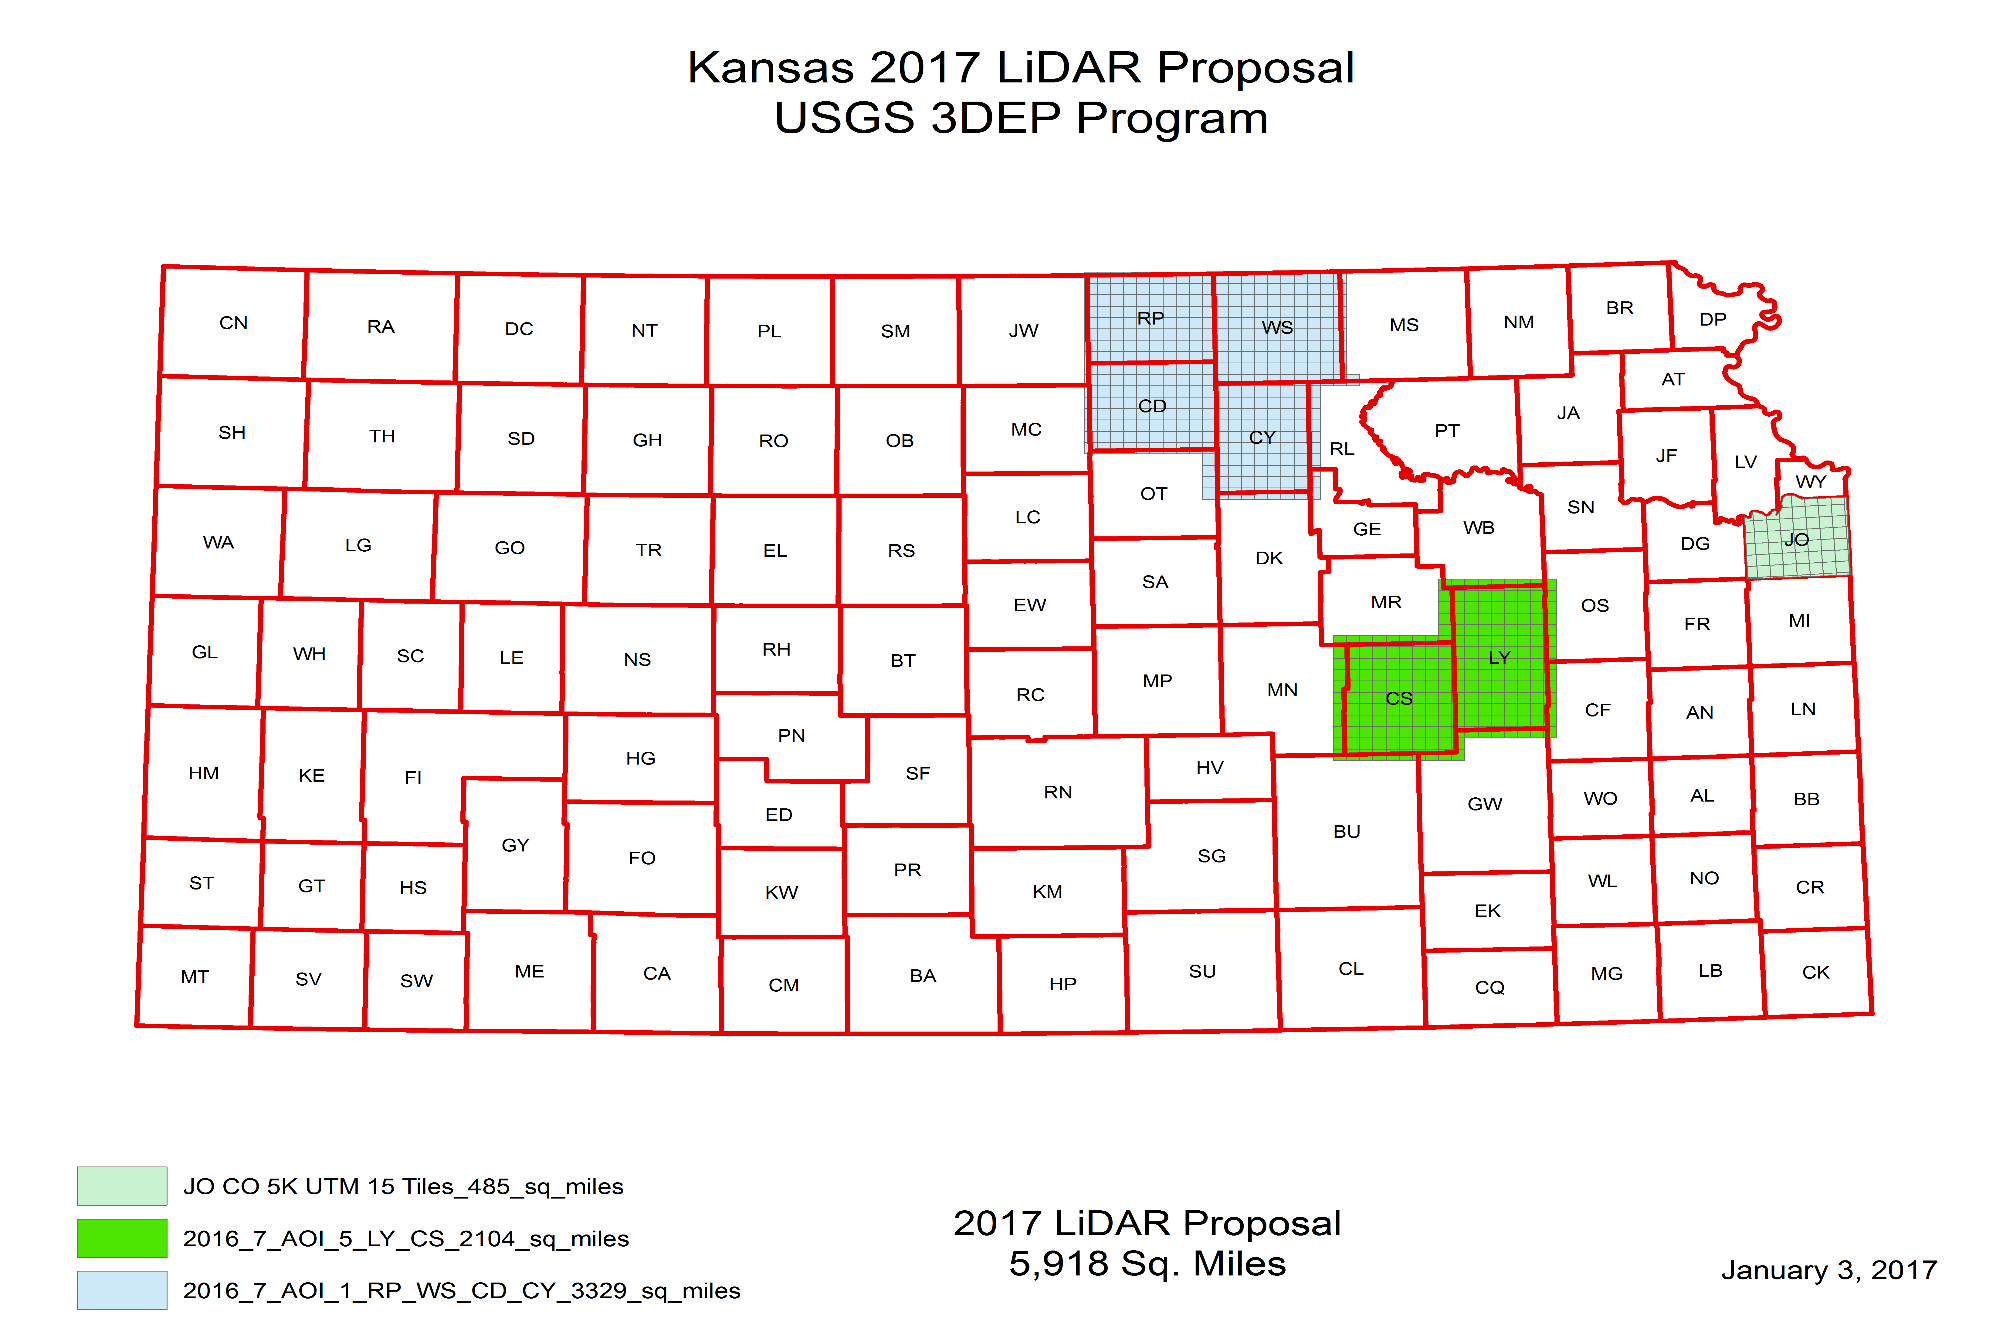 Kansas 2017 LiDAR Proposal
USGS 3DEP Program
CN RA DC NT PL SM JW RP WS MS NM BR DP
SH TH SD GH RO OB MC CD CY RL PT JA AT
JF LV WY
WA LG GO TR EL RS LC OT DK GE WB SN DG JO
GL WH SC LE NS RH BT EW SA MR LY OS FR MI
PN RC MP MN CS CF AN LN
HM KE FI HG ED SF RN HV BU GW WO AL BB
ST GT HS GY FO KW PR KM SG EK WL NO CR
MT SV SW ME CA CM BA HP SU CL CQ MG LB CK
JO CO 5K UTM 15 Tiles_485_sq_miles
2016_7_AOI_5_LY_CS_2104_sq_miles
2016_7_AOI_1_RP_WS_CD_CY_3329_sq_miles
2017 LiDAR Proposal
5,918 Sq. Miles
January 3, 2017